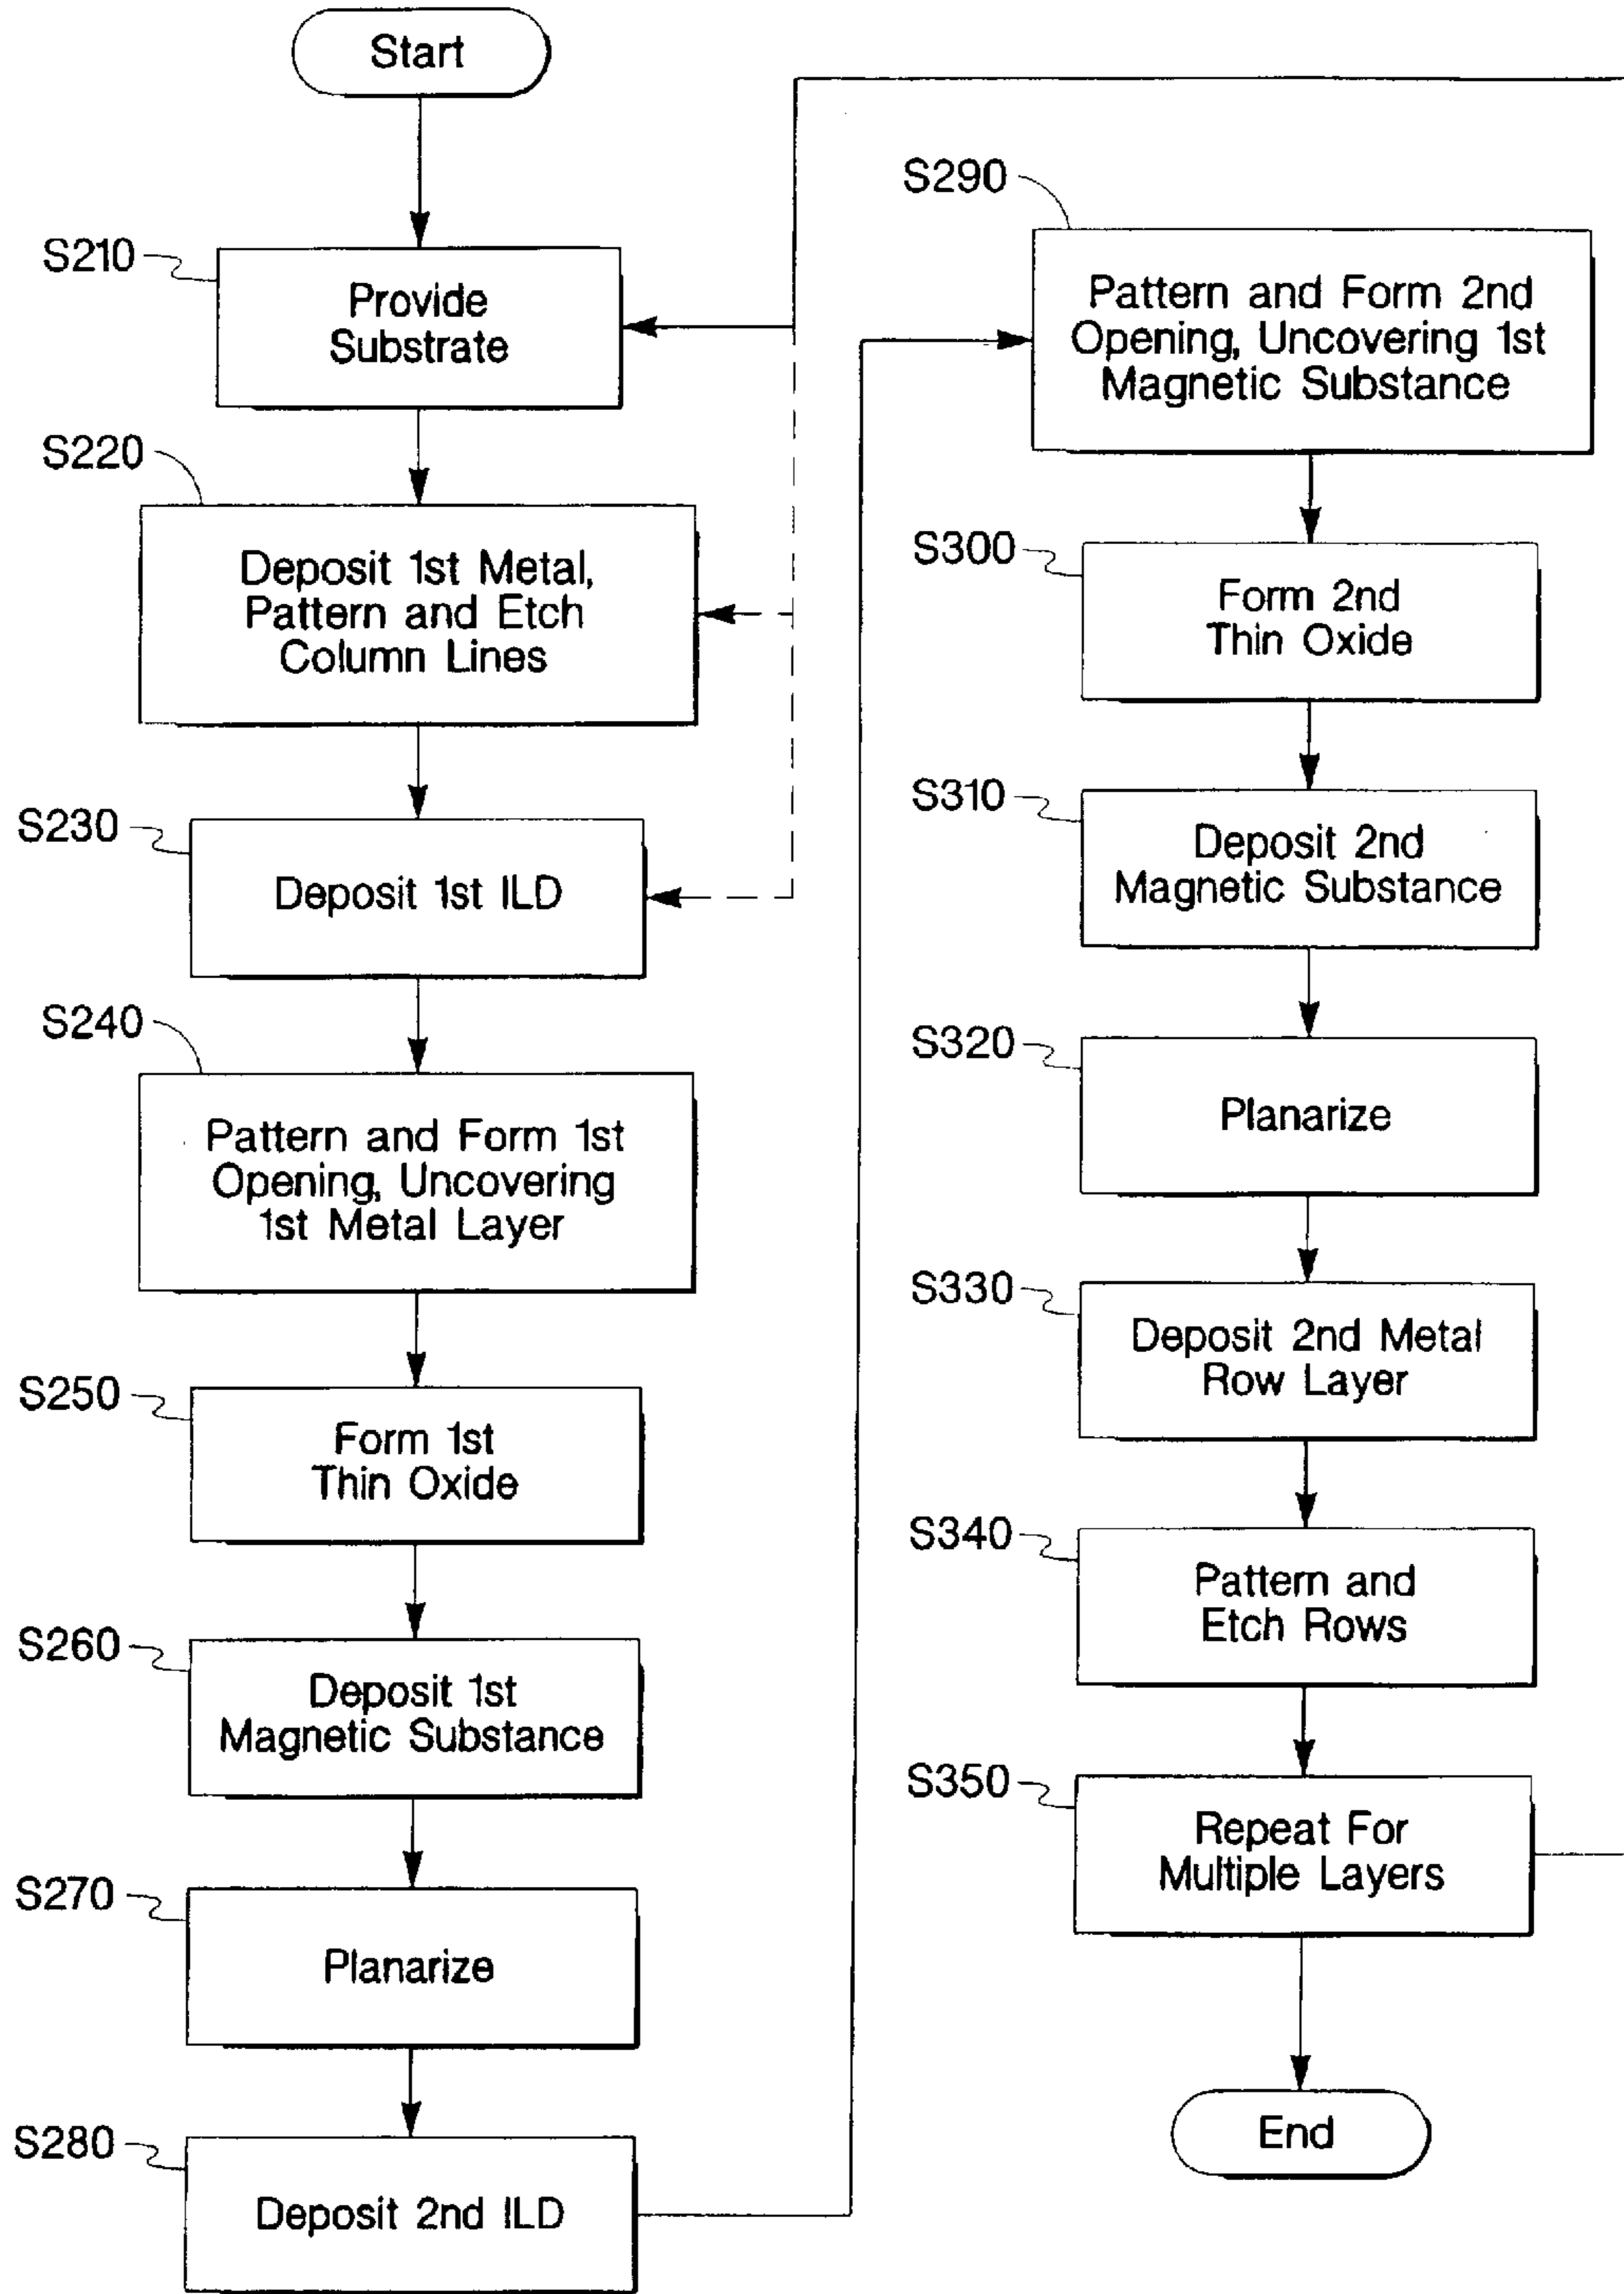 Start
S210
Provide
Substrate
S220
Deposit 1st Metal,
Pattern and Etch
Column Lines
S230
Deposit 1st ILD
S240
Pattern and Form 1st
Opening, Uncovering
1st Metal Layer
S250
Form 1st
Thin Oxide
S260
Deposit 1st
Magnetic Substance
S270
Planarize
S280
Deposit 2nd ILD
S290
Pattern and Form 2nd
Opening, Uncovering 1st
Magnetic Substance
S300
Form 2nd
Thin Oxide
S310
Deposit 2nd
Magnetic Substance
S320
Planarize
S330
Deposit 2nd Metal
Row Layer
S340
Pattern and
Etch Rows
S350
Repeat For
Multiple Layers
End